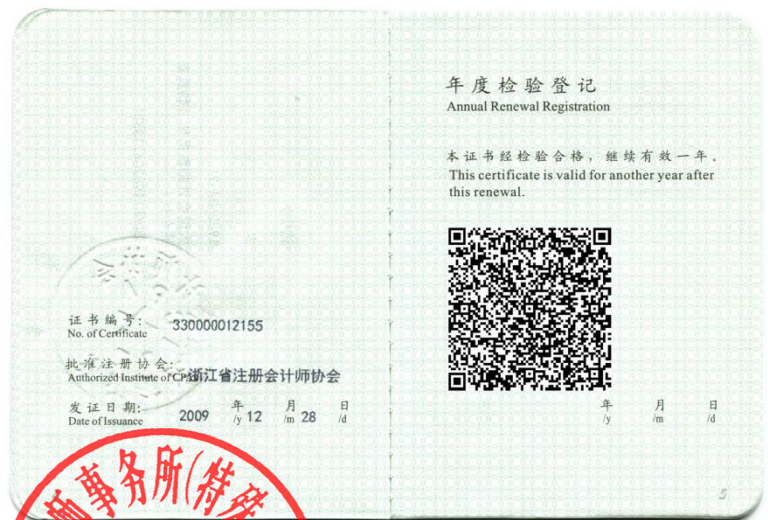 证书编号: 330000012155
No. of Certificate
批准注册协会: 浙江省注册会计师协会
Authorized Institute of CPAs
发证日期: 2009 年 12 月 28 日
Date of Issuance /y /m /d
师事务所(特殊
年度检验登记
Annual Renewal Registration
本证书经检验合格，继续有效一年。
This certificate is valid for another year after
this renewal.
年 月 日
/y /m /d
5